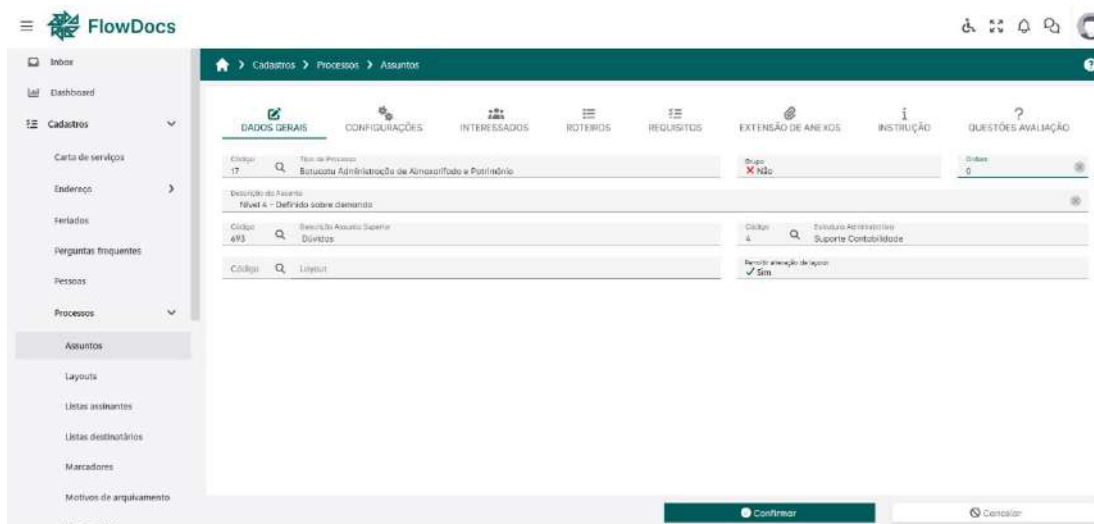 FlowDocs
Inbox
Dashboard
Cadastros
Carta de serviços
Endereço
Feriados
Perguntas frequentes
Pessoas
Processos
Assuntos
Layouts
Listas assinantes
Listas destinatários
Marcadores
Motivos de arquivamento
Cadastros > Processos > Assuntos
DADOS GERAIS
CONFIGURAÇÕES
INTERESSADOS
ROTEIROS
REQUISITOS
EXTENSÃO DE ANEXOS
INSTRUÇÃO
QUESTÕES AVALIAÇÃO
Código
17
Tipo de Processo
Botucatu Administração de Almoxarifado e Patrimônio
Grupo
Não
Ordem
0
Descrição do Assunto
Nível 4 - Definido sobre demanda
Código
693
Descrição Assunto Superior
Dúvidas
Código
4
Estrutura Administrativa
Suporte Contabilidade
Código
Layout
Permitir alteração de layout
Sim
Confirmar
Cancelar